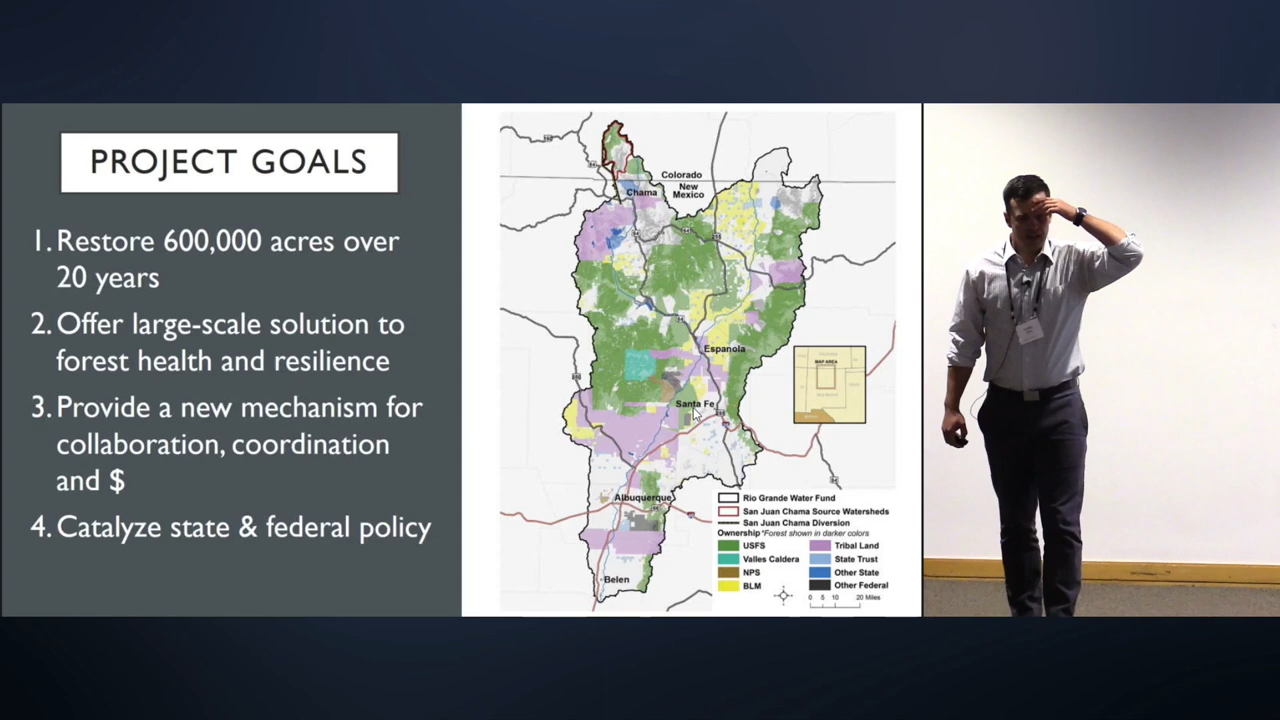 PROJECT GOALS
1. Restore 600,000 acres over
20 years
2. Offer large-scale solution to
forest health and resilience
3. Provide a new mechanism for
collaboration, coordination
and $
4. Catalyze state & federal policy
Colorado
New
Mexico
Chama
Espanola
Santa Fe
Albuquerque
Belen
MAP AREA
Rio Grande Water Fund
San Juan Chama Source Watersheds
San Juan Chama Diversion
Ownership *Forest shown in darker colors
USFS
Valles Caldera
NPS
BLM
Tribal Land
State Trust
Other State
Other Federal
0 5 10 20 Miles